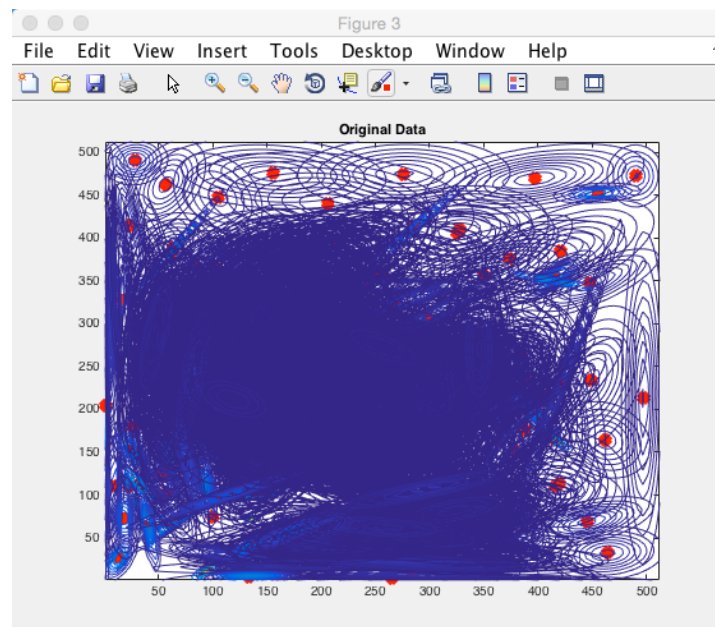 Figure 3
File Edit View Insert Tools Desktop Window Help
Original Data
500
450
400
350
300
250
200
150
100
50
50 100 150 200 250 300 350 400 450 500